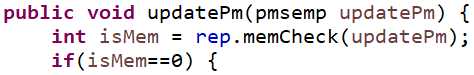 public void updatePm(pmsemp updatePm) {
    int isMem = rep.memCheck(updatePm);
    if(isMem==0) {